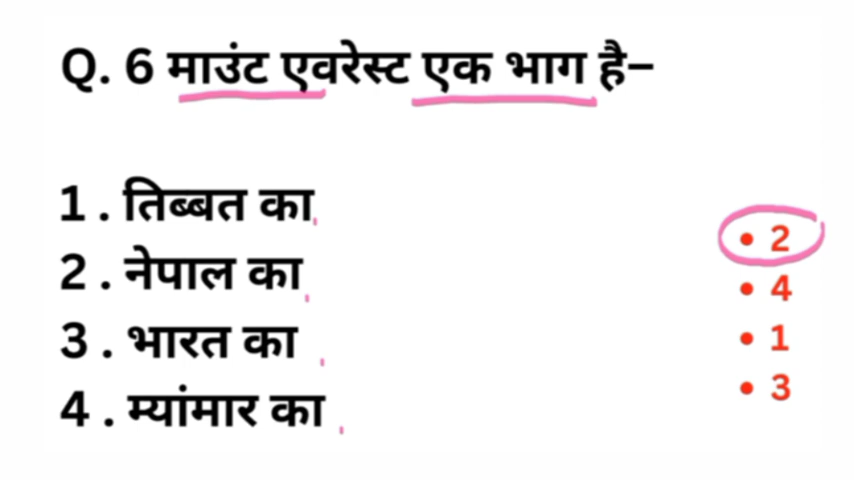 Q. 6 माउंट एवरेस्ट एक भाग है–
1 . तिब्बत का
2 . नेपाल का
3 . भारत का
4 . म्यांमार का
• 2
• 4
• 1
• 3